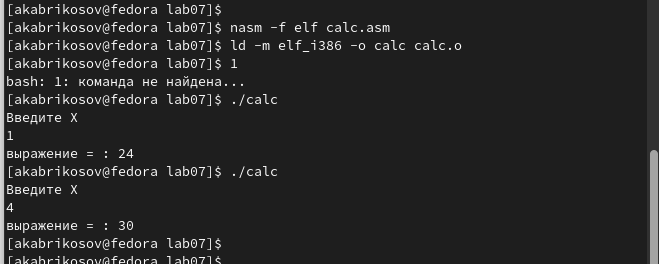 [akabrikosov@fedora lab07]$
[akabrikosov@fedora lab07]$ nasm -f elf calc.asm
[akabrikosov@fedora lab07]$ ld -m elf_i386 -o calc calc.o
[akabrikosov@fedora lab07]$ 1
bash: 1: команда не найдена...
[akabrikosov@fedora lab07]$ ./calc
Введите X
1
выражение = : 24
[akabrikosov@fedora lab07]$ ./calc
Введите X
4
выражение = : 30
[akabrikosov@fedora lab07]$
[akabrikosov@fedora lab07]$